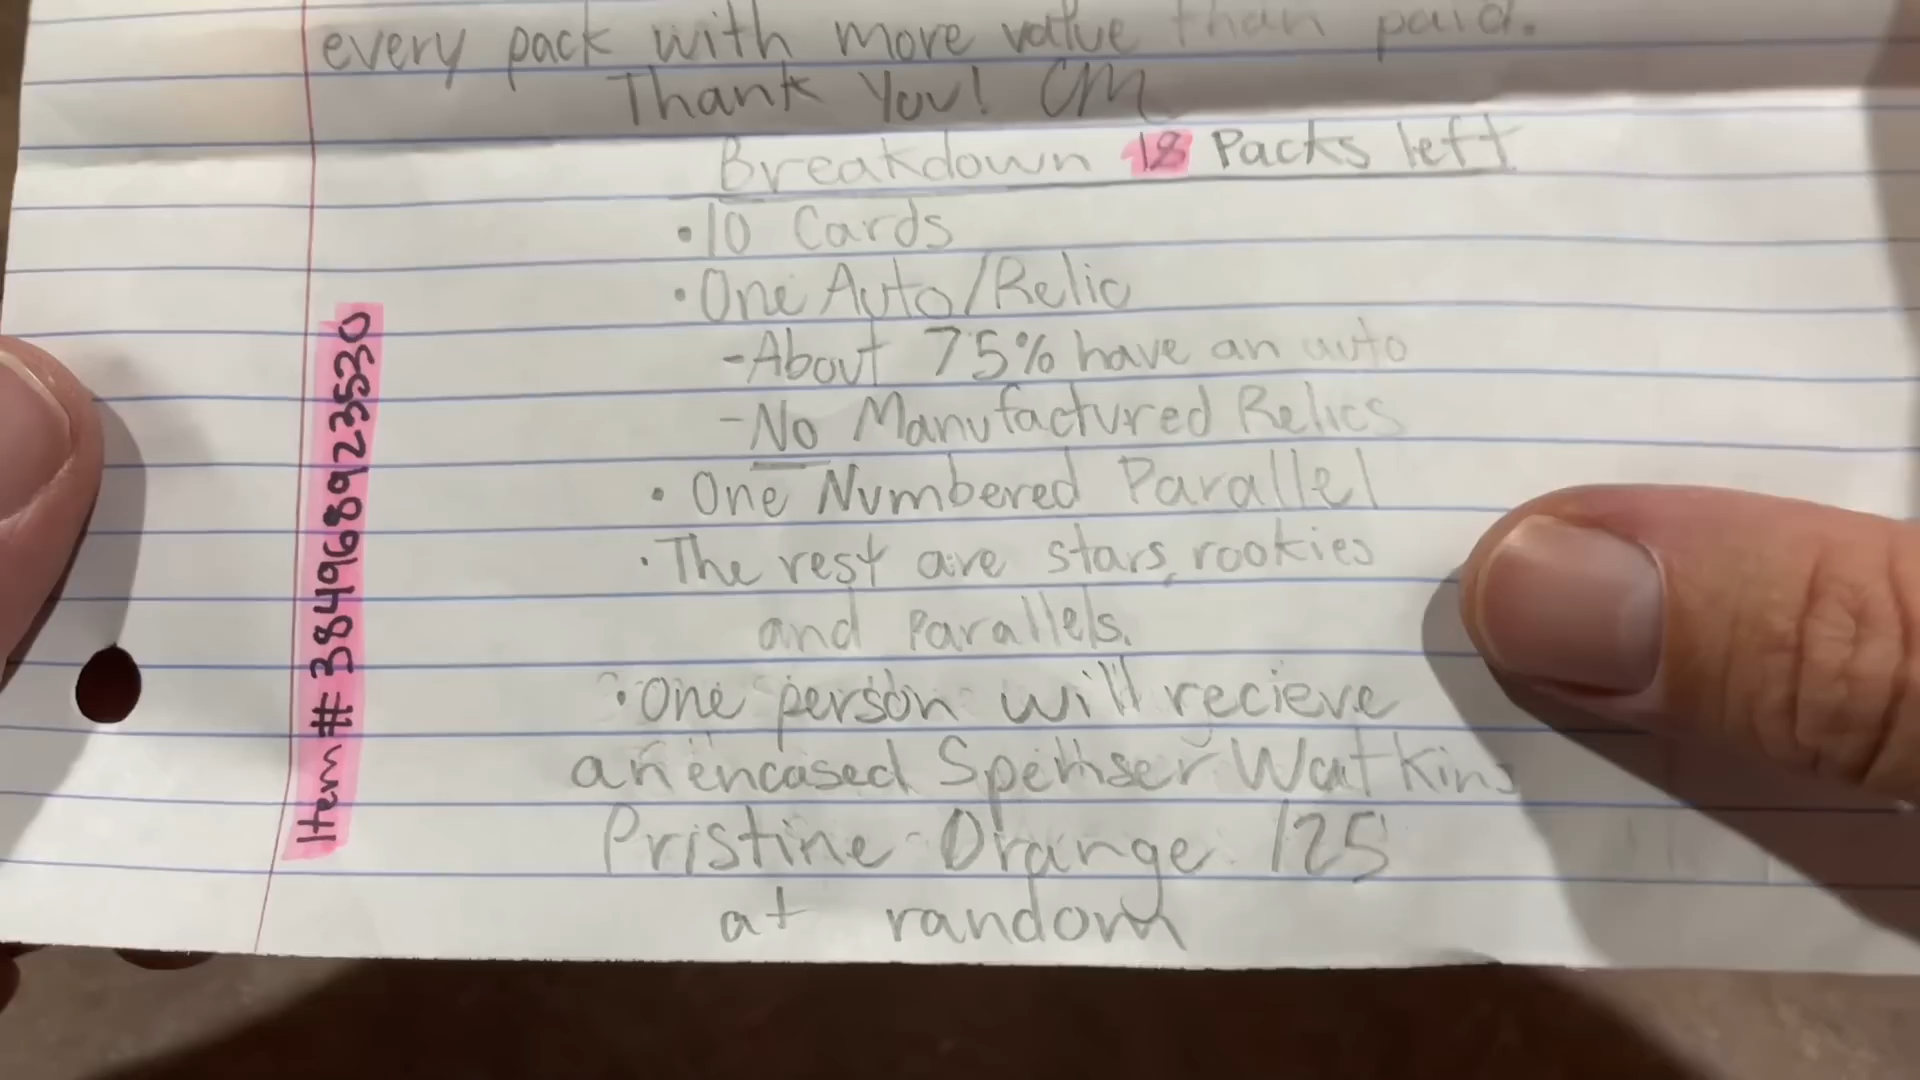 every pack with more value than paid.
Thank You! CM
Breakdown 18 Packs left
• 10 Cards
• One Auto/Relic
- About 75% have an auto
- No Manufactured Relics
• One Numbered Parallel
• The rest are stars, rookies
and Parallels.
• One person will recieve
an encased Spenser Watkins
Pristine Orange /25
at random
Item # 384968923530